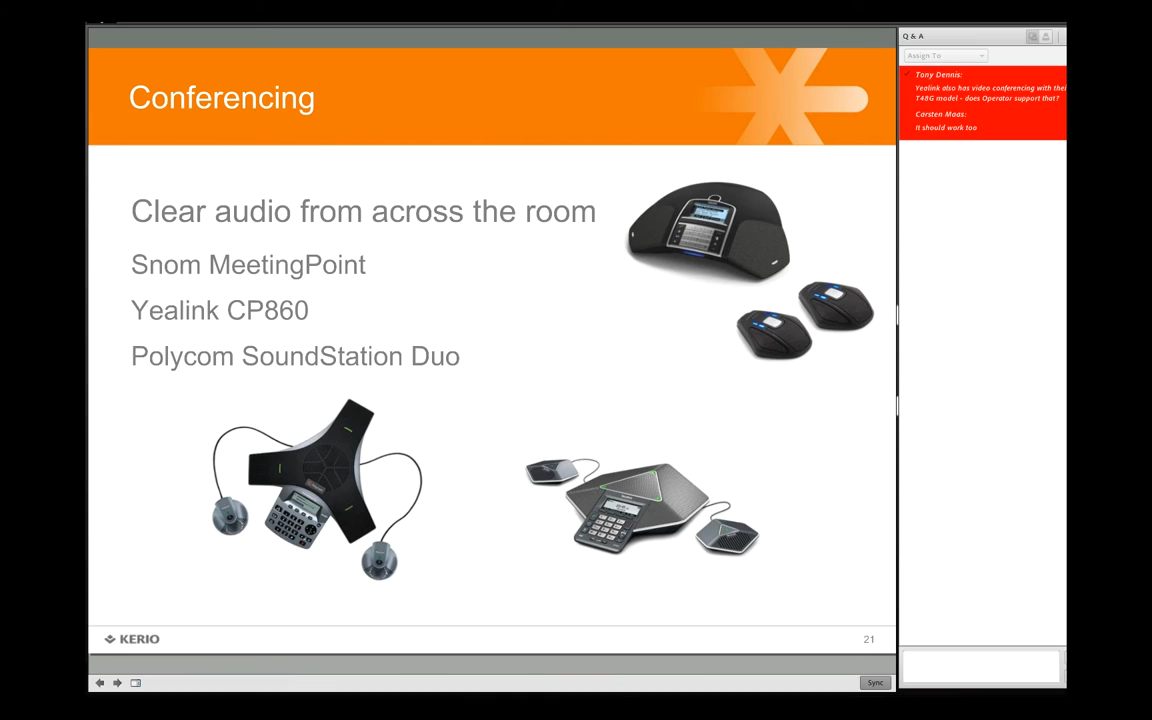 Conferencing
Clear audio from across the room
Snom MeetingPoint
Yealink CP860
Polycom SoundStation Duo
KERIO
21
Sync
Q & A
Assign To
Tony Dennis:
Yealink also has video conferencing with thei
T48G model - does Operator support that?
Carsten Maas:
It should work too